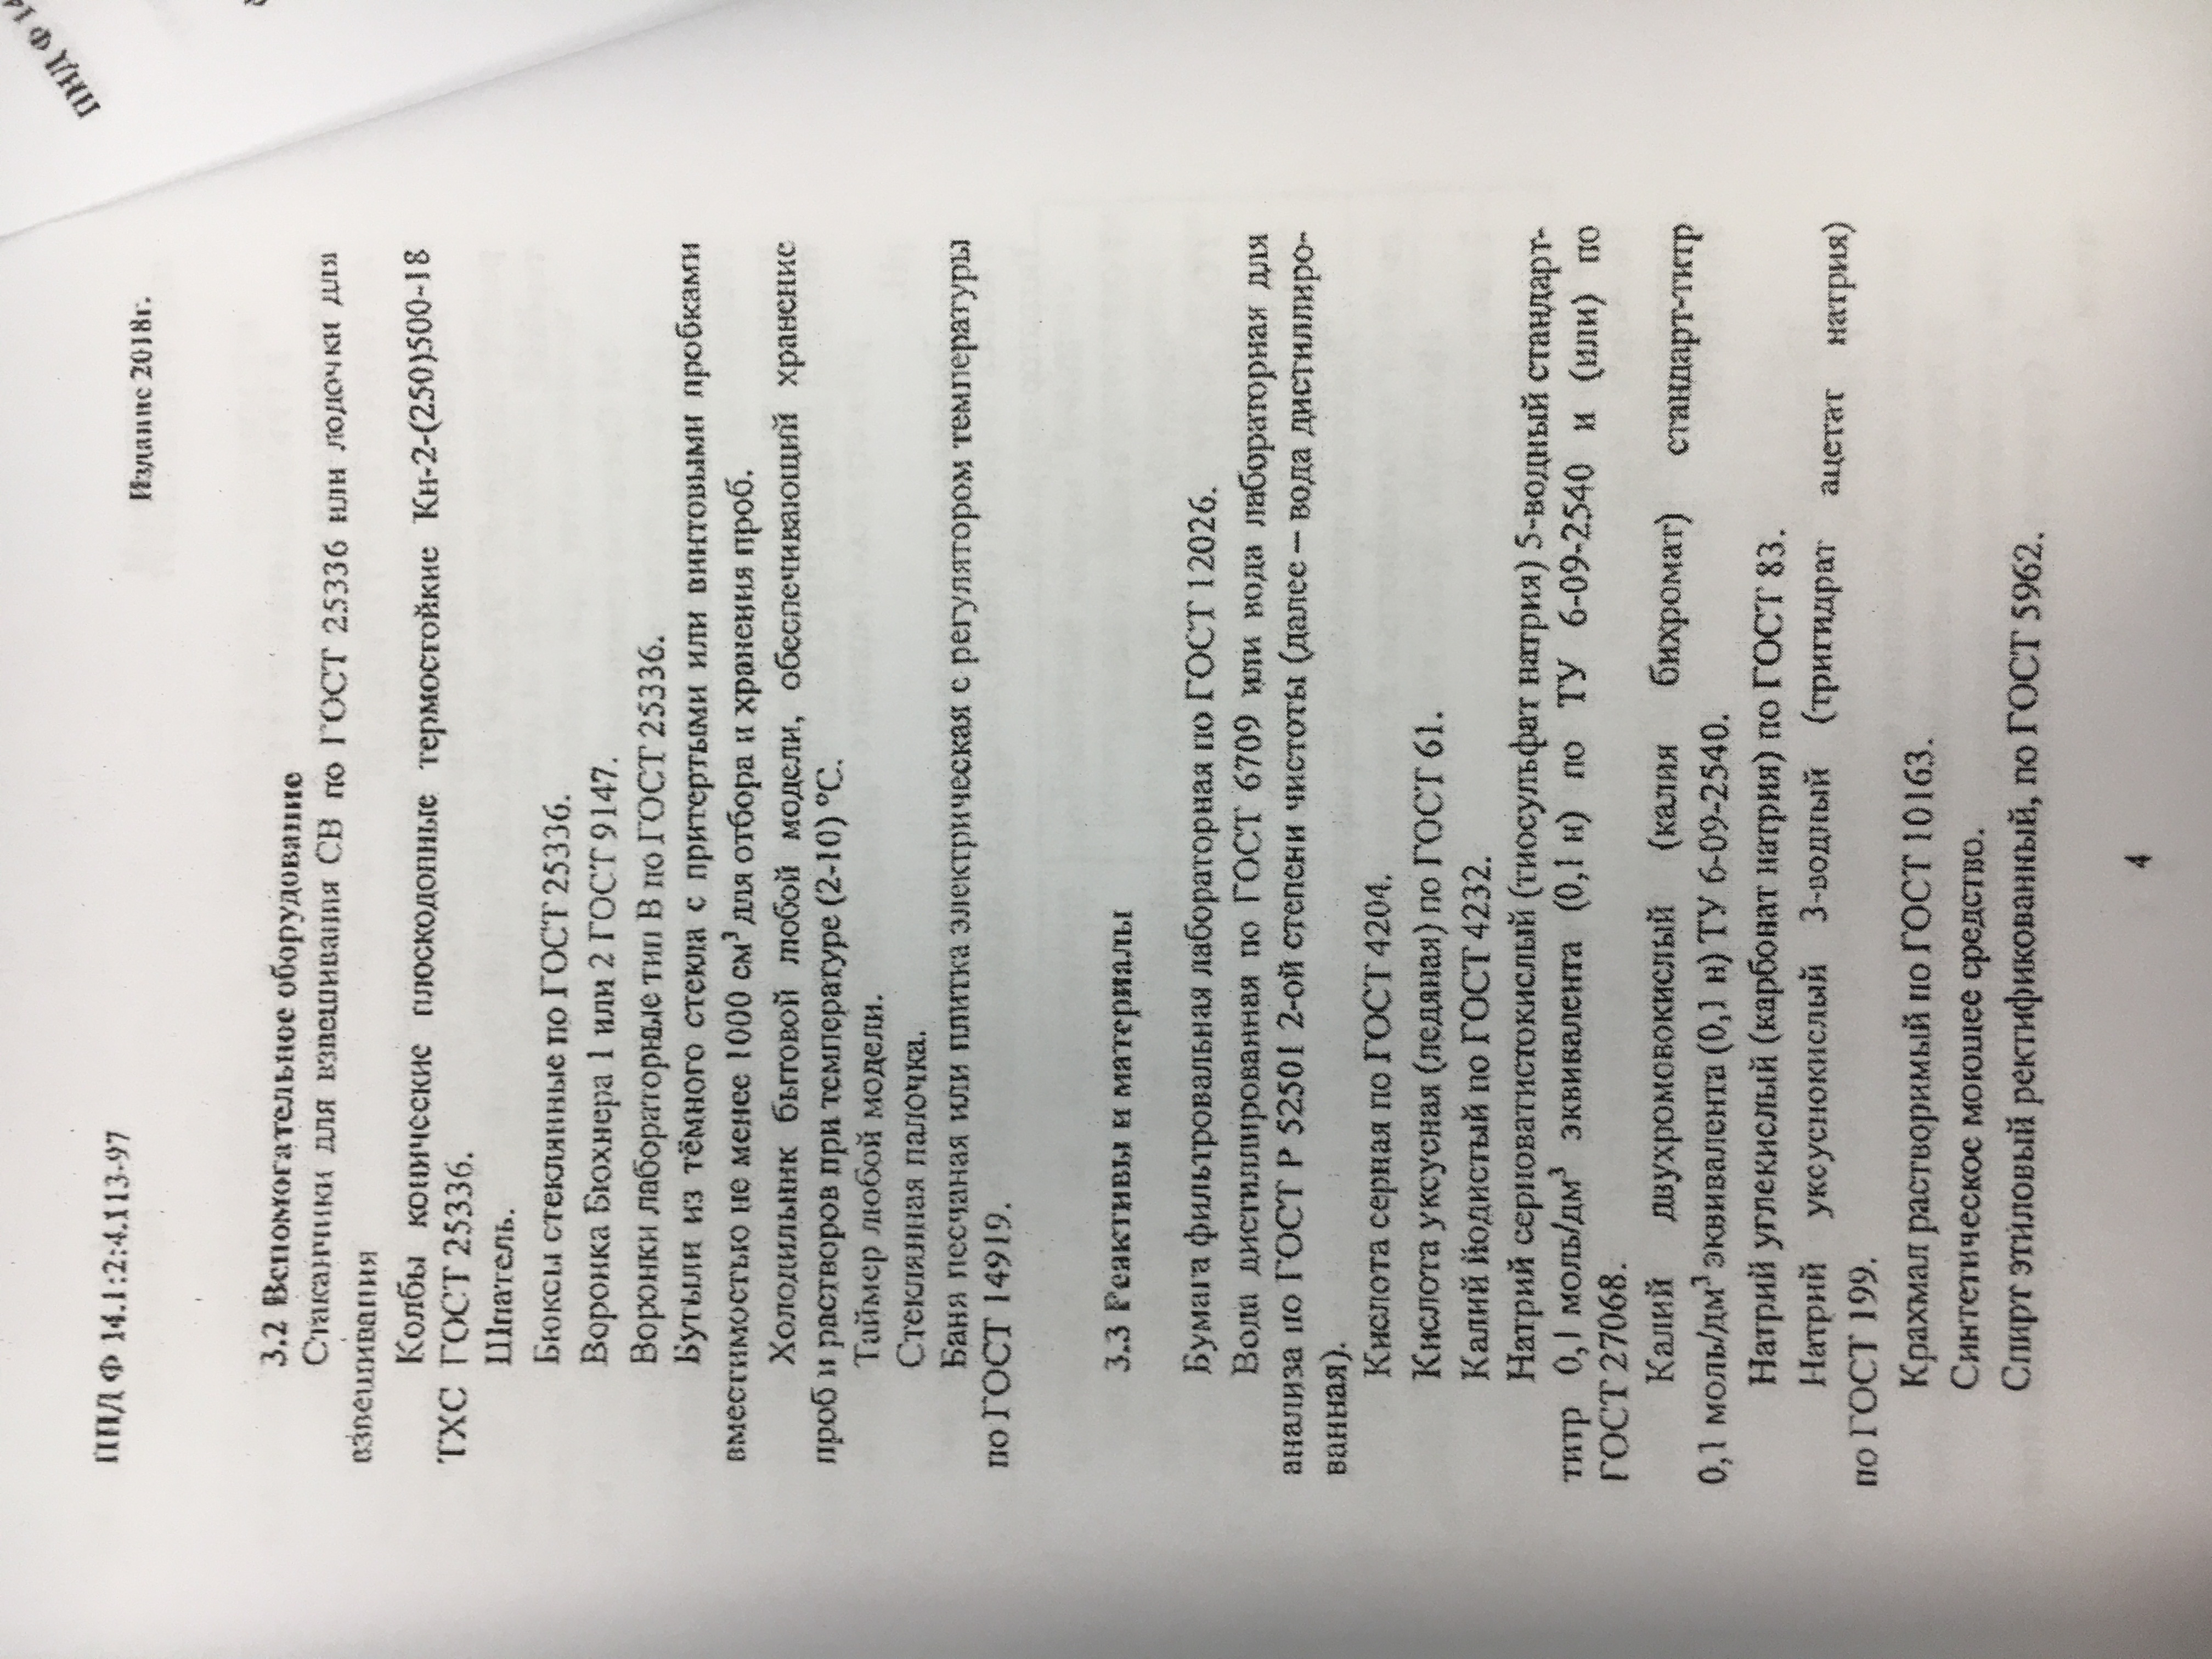 ПНД Ф 14
ПНД Ф 14.1:2:4.113-97
Издание 2018г.
3.2 Вспомогательное оборудование
Стаканчики для взвешивания СВ по ГОСТ 25336 или лодочки для
взвешивания
Колбы конические плоскодонные термостойкие Кн-2-(250)500-18
ТХС ГОСТ 25336.
Шпатель.
Бюксы стеклянные по ГОСТ 25336.
Воронка Бюхнера 1 или 2 ГОСТ 9147.
Воронки лабораторные тип В по ГОСТ 25336.
Бутыли из тёмного стекла с притертыми или винтовыми пробками
вместимостью не менее 1000 см³ для отбора и хранения проб.
Холодильник бытовой любой модели, обеспечивающий хранение
проб и растворов при температуре (2-10) °С.
Таймер любой модели.
Стеклянная палочка.
Баня песчаная или плитка электрическая с регулятором температуры
по ГОСТ 14919.
3.3 Реактивы и материалы
Бумага фильтровальная лабораторная по ГОСТ 12026.
Вода дистиллированная по ГОСТ 6709 или вода лабораторная для
анализа по ГОСТ Р 52501 2-ой степени чистоты (далее – вода дистиллиро-
ванная).
Кислота серная по ГОСТ 4204.
Кислота уксусная (ледяная) по ГОСТ 61.
Калий йодистый по ГОСТ 4232.
Натрий серноватистокислый (тиосульфат натрия) 5-водный стандарт-
титр 0,1 моль/дм³ эквивалента (0,1 н) по ТУ 6-09-2540 и (или) по
ГОСТ 27068.
Калий двухромовокислый (калия бихромат) стандарт-титр
0,1 моль/дм³ эквивалента (0,1 н) ТУ 6-09-2540.
Натрий углекислый (карбонат натрия) по ГОСТ 83.
Натрий уксуснокислый 3-водный (тригидрат ацетат натрия)
по ГОСТ 199.
Крахмал растворимый по ГОСТ 10163.
Синтетическое моющее средство.
Спирт этиловый ректификованный, по ГОСТ 5962.
4